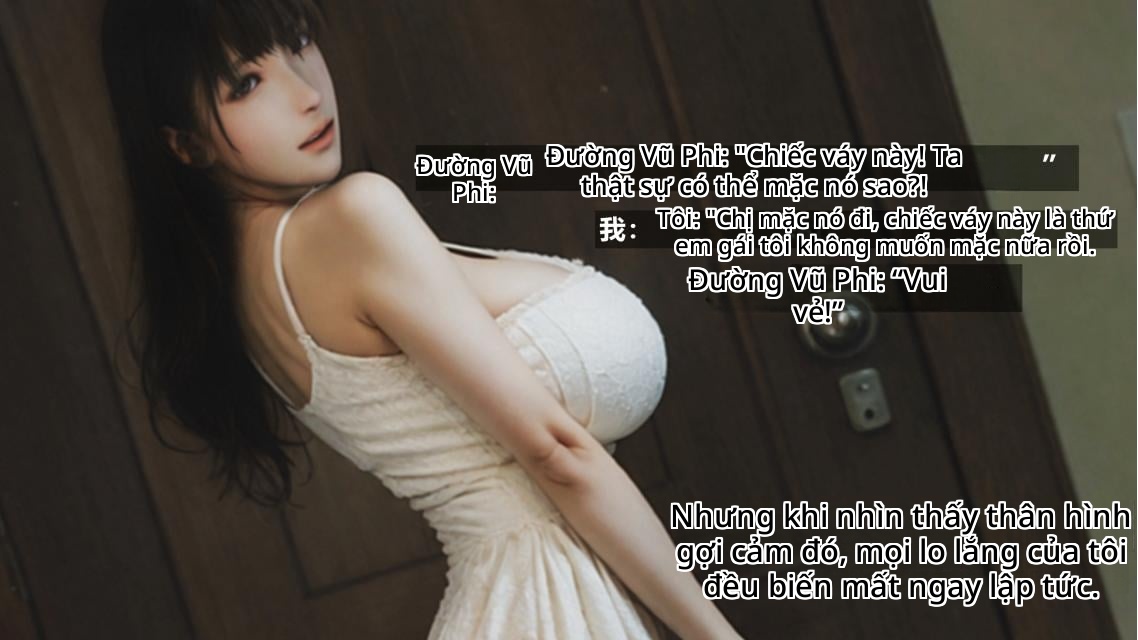 Đường Vũ
Phi:
Đường Vũ Phi: "Chiếc váy này! Ta
thật sự có thể mặc nó sao?!
”
我：
Tôi: "Chị mặc nó đi, chiếc váy này là thứ
em gái tôi không muốn mặc nữa rồi.
Đường Vũ Phi: “Vui
vẻ!”
Nhưng khi nhìn thấy thân hình
gợi cảm đó, mọi lo lắng của tôi
đều biến mất ngay lập tức.